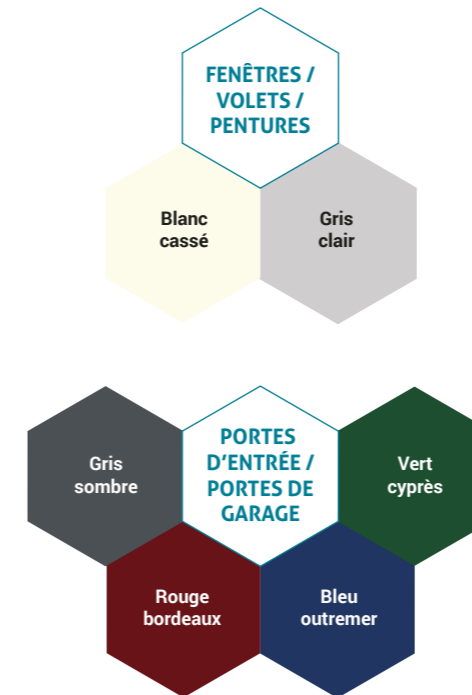 FENÊTRES /
VOLETS /
PENTURES
Blanc
cassé
Gris
clair
Gris
sombre
PORTES
D'ENTRÉE /
PORTES DE
GARAGE
Vert
cyprès
Rouge
bordeaux
Bleu
outremer